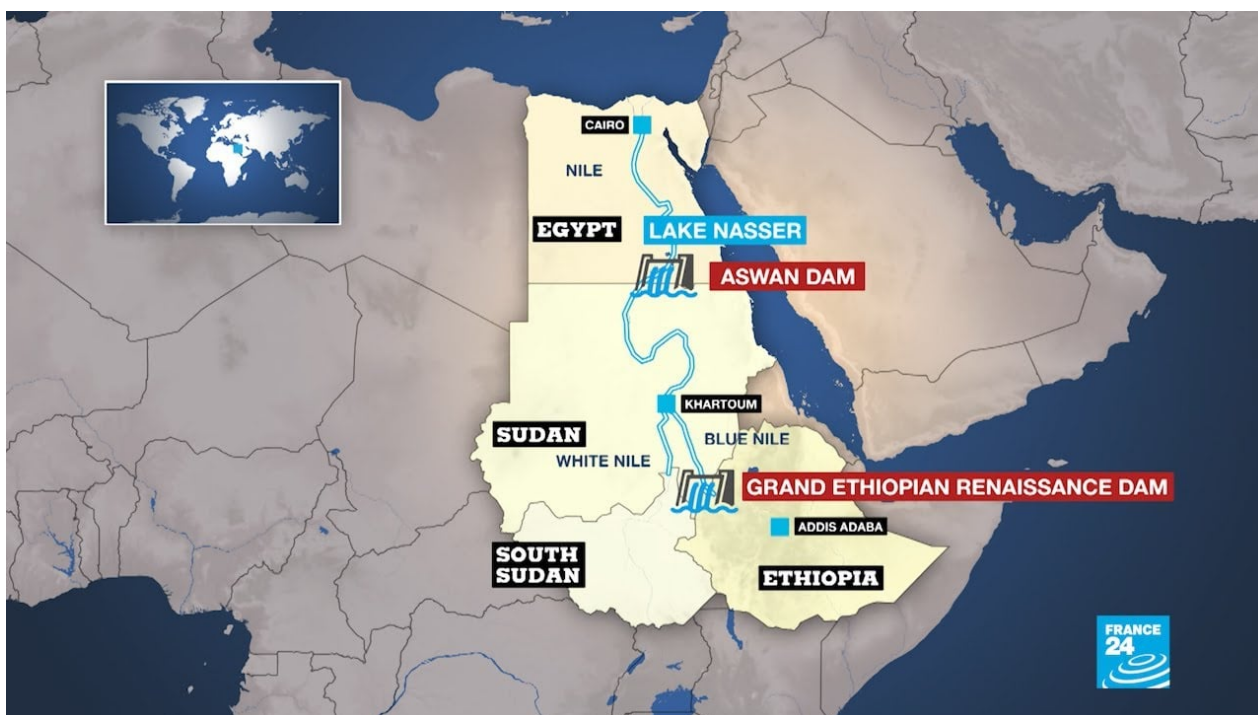 CAIRO
NILE
EGYPT
LAKE NASSER
ASWAN DAM
KHARTOUM
SUDAN
BLUE NILE
WHITE NILE
GRAND ETHIOPIAN RENAISSANCE DAM
ADDIS ADABA
SOUTH
SUDAN
ETHIOPIA
FRANCE
24